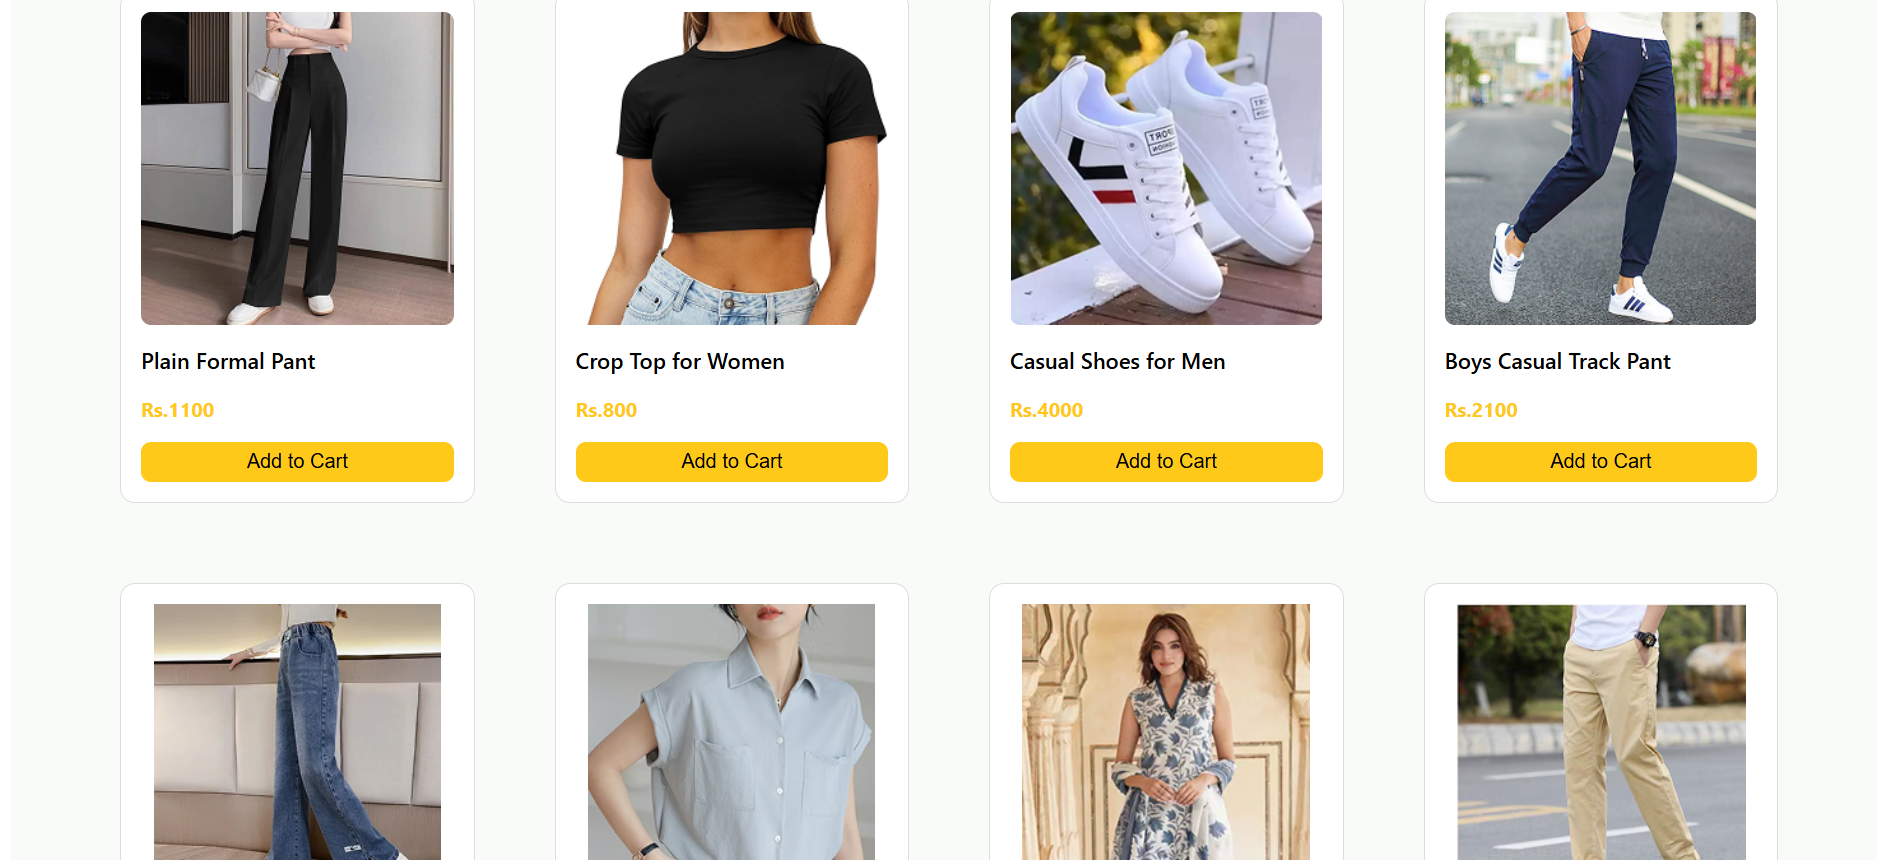 Plain Formal Pant
Rs.1100
Add to Cart
Crop Top for Women
Rs.800
Add to Cart
Casual Shoes for Men
Rs.4000
Add to Cart
Boys Casual Track Pant
Rs.2100
Add to Cart